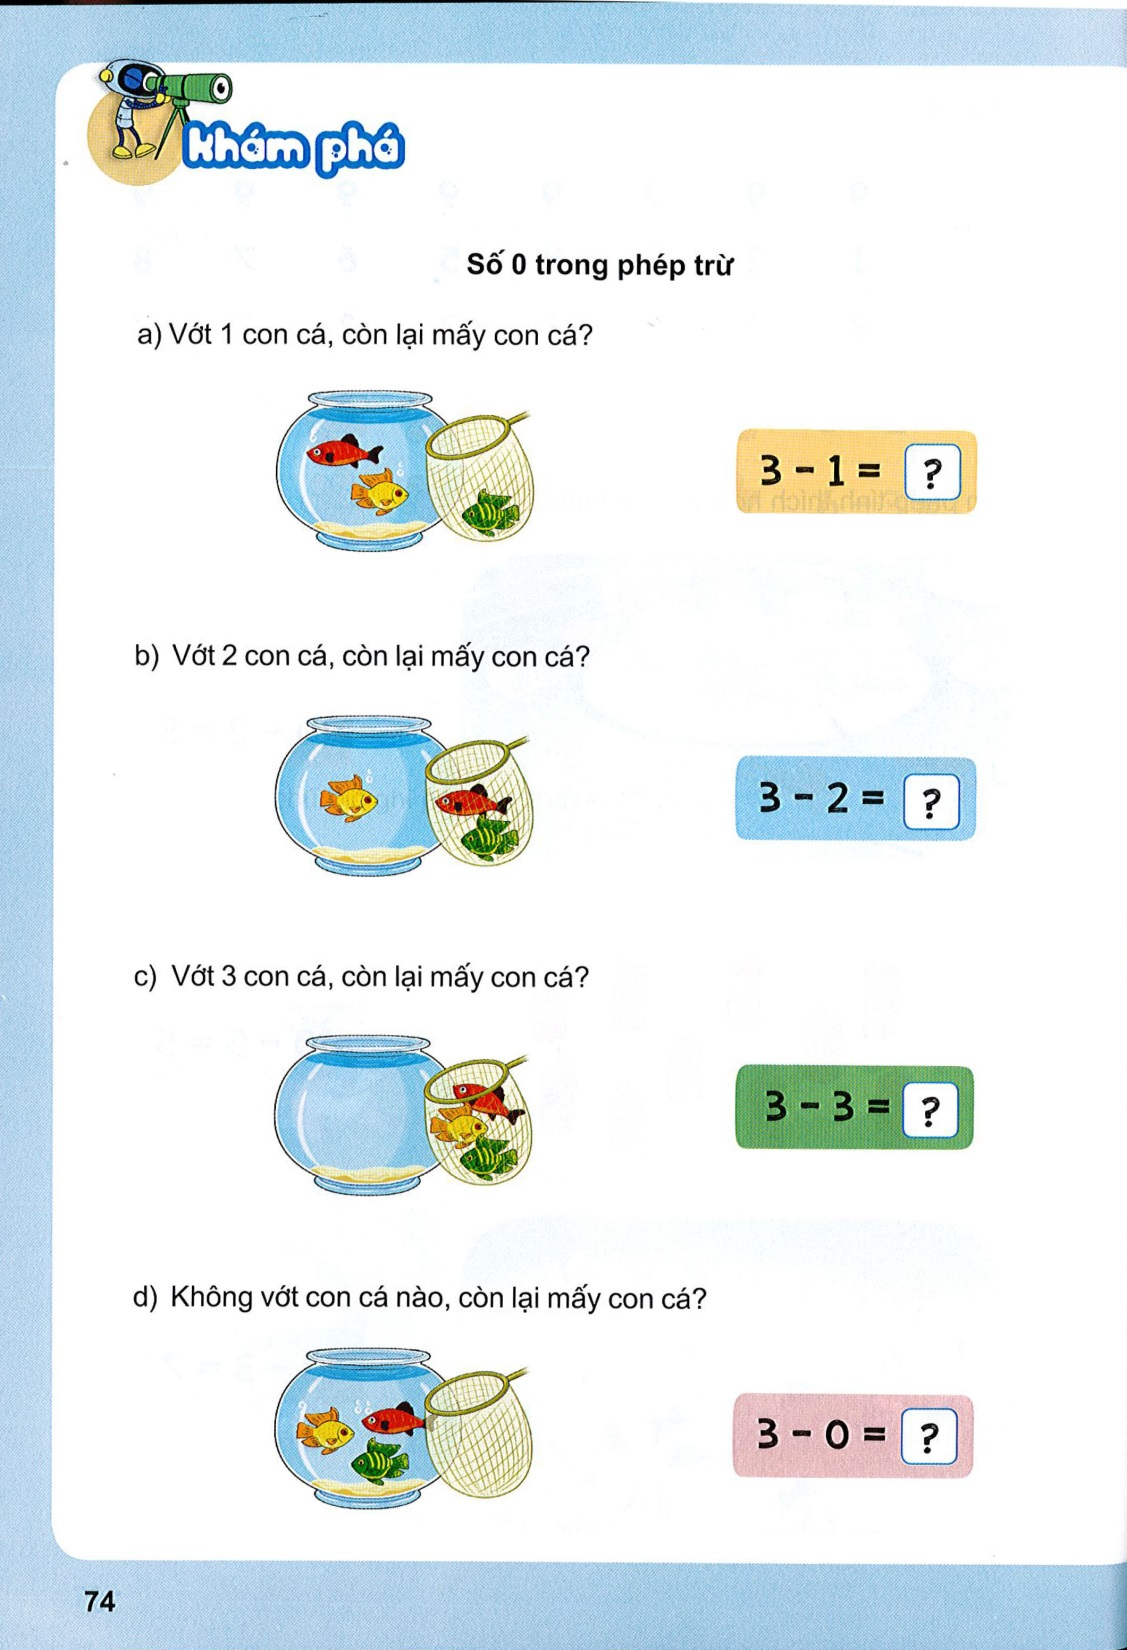 Khám phá
Số 0 trong phép trừ
a) Vớt 1 con cá, còn lại mấy con cá?
3 - 1 = ?
b) Vớt 2 con cá, còn lại mấy con cá?
3 - 2 = ?
c) Vớt 3 con cá, còn lại mấy con cá?
3 - 3 = ?
d) Không vớt con cá nào, còn lại mấy con cá?
3 - 0 = ?
74